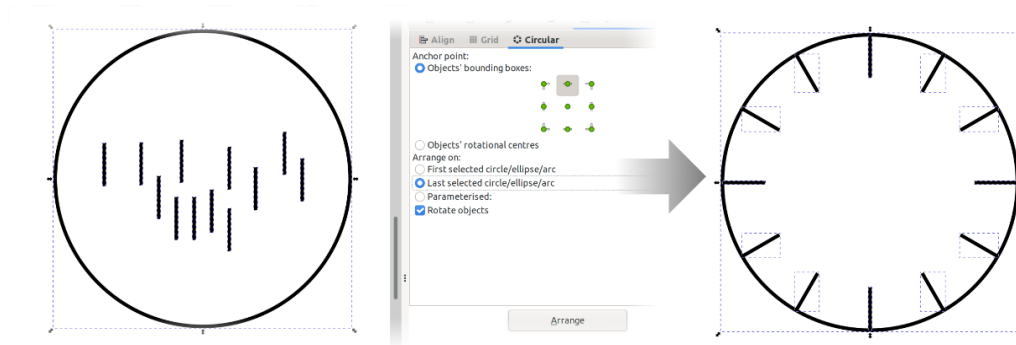 Align Grid Circular
Anchor point:
Objects' bounding boxes:
Objects' rotational centres
Arrange on:
First selected circle/ellipse/arc
Last selected circle/ellipse/arc
Parameterised:
Rotate objects
Arrange